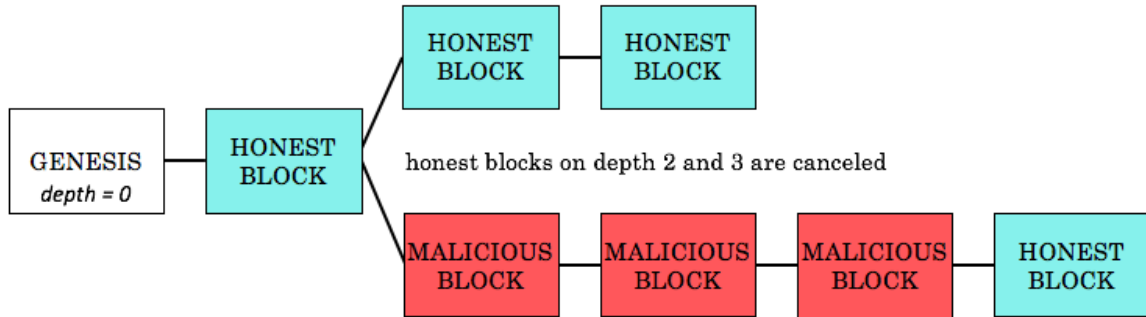 HONEST
BLOCK
HONEST
BLOCK
GENESIS
depth = 0
HONEST
BLOCK
honest blocks on depth 2 and 3 are canceled
MALICIOUS
BLOCK
MALICIOUS
BLOCK
MALICIOUS
BLOCK
HONEST
BLOCK